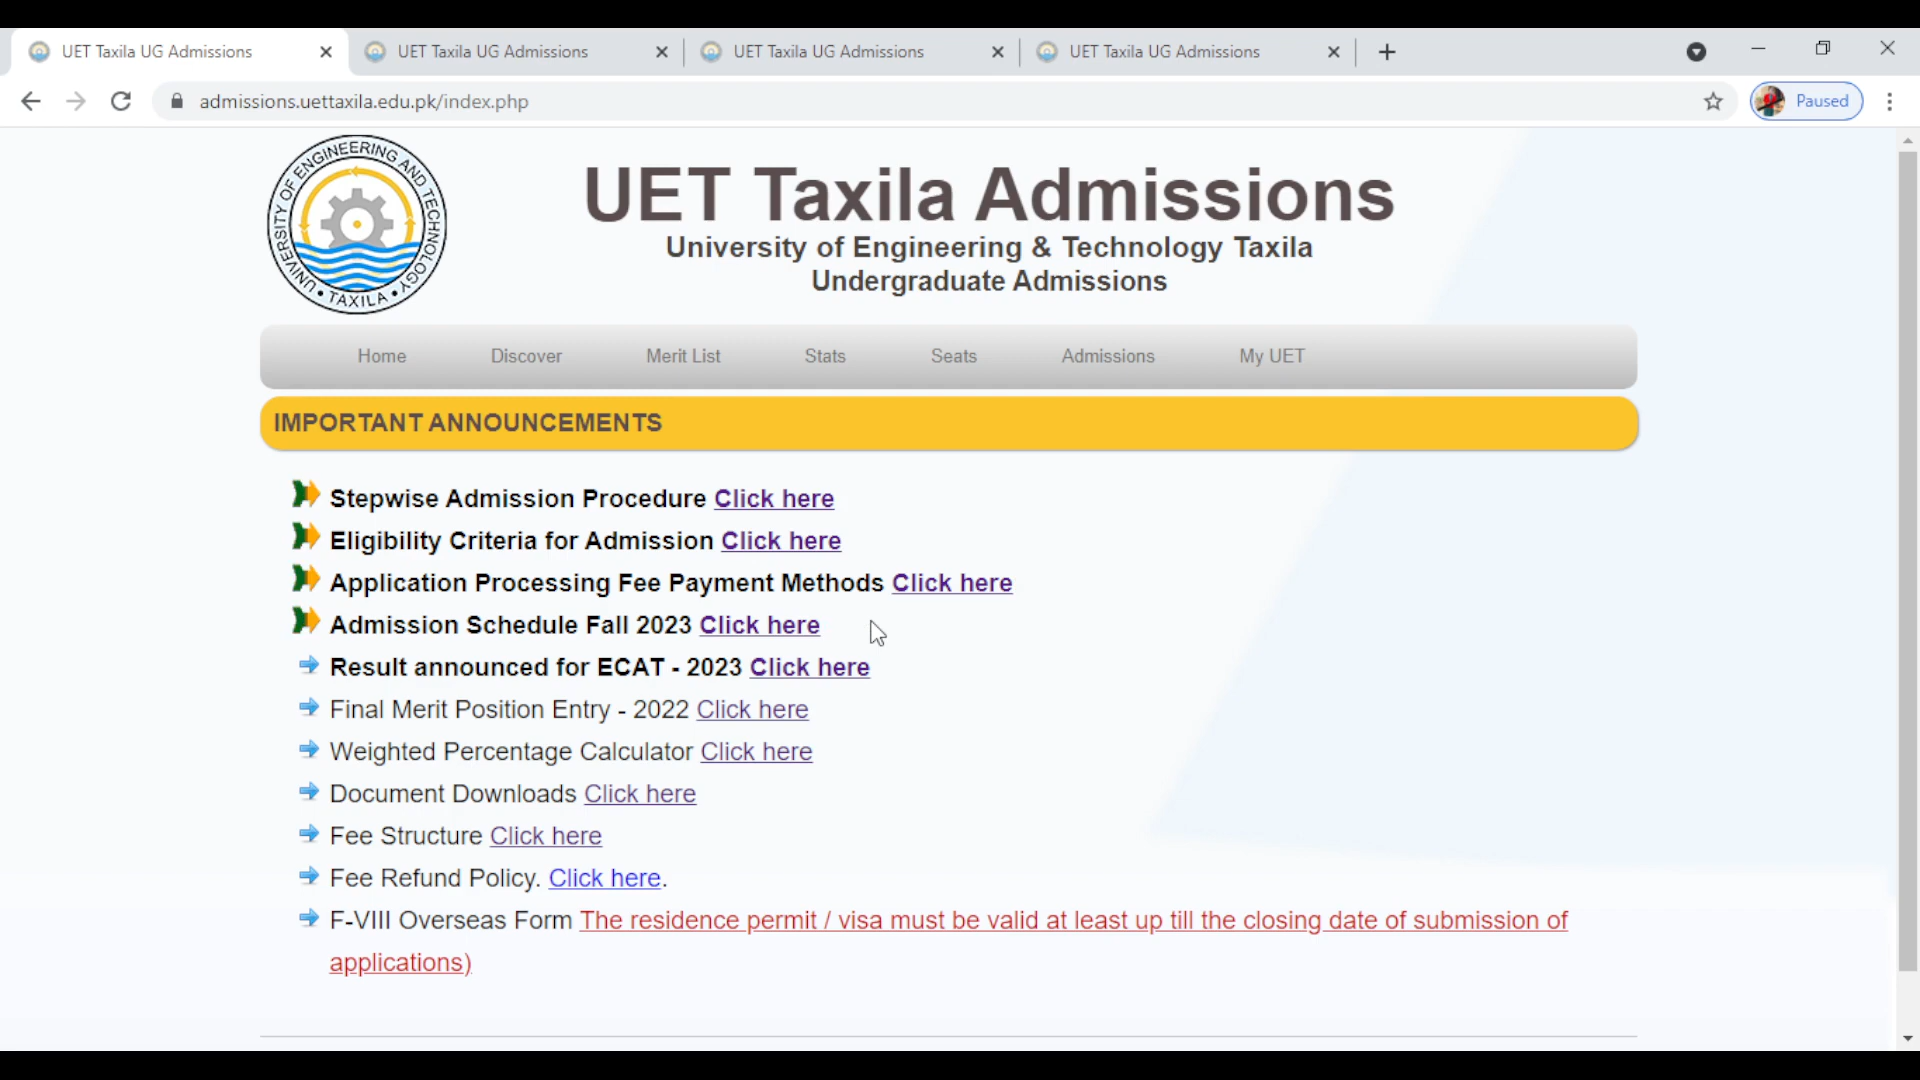 UET Taxila UG Admissions
UET Taxila UG Admissions
UET Taxila UG Admissions
UET Taxila UG Admissions
admissions.uettaxila.edu.pk/index.php
Paused
UNIVERSITY OF ENGINEERING AND TECHNOLOGY
• TAXILA •
UET Taxila Admissions
University of Engineering & Technology Taxila
Undergraduate Admissions
Home Discover Merit List Stats Seats Admissions My UET
IMPORTANT ANNOUNCEMENTS
Stepwise Admission Procedure Click here
Eligibility Criteria for Admission Click here
Application Processing Fee Payment Methods Click here
Admission Schedule Fall 2023 Click here
Result announced for ECAT - 2023 Click here
Final Merit Position Entry - 2022 Click here
Weighted Percentage Calculator Click here
Document Downloads Click here
Fee Structure Click here
Fee Refund Policy. Click here.
F-VIII Overseas Form The residence permit / visa must be valid at least up till the closing date of submission of
applications)